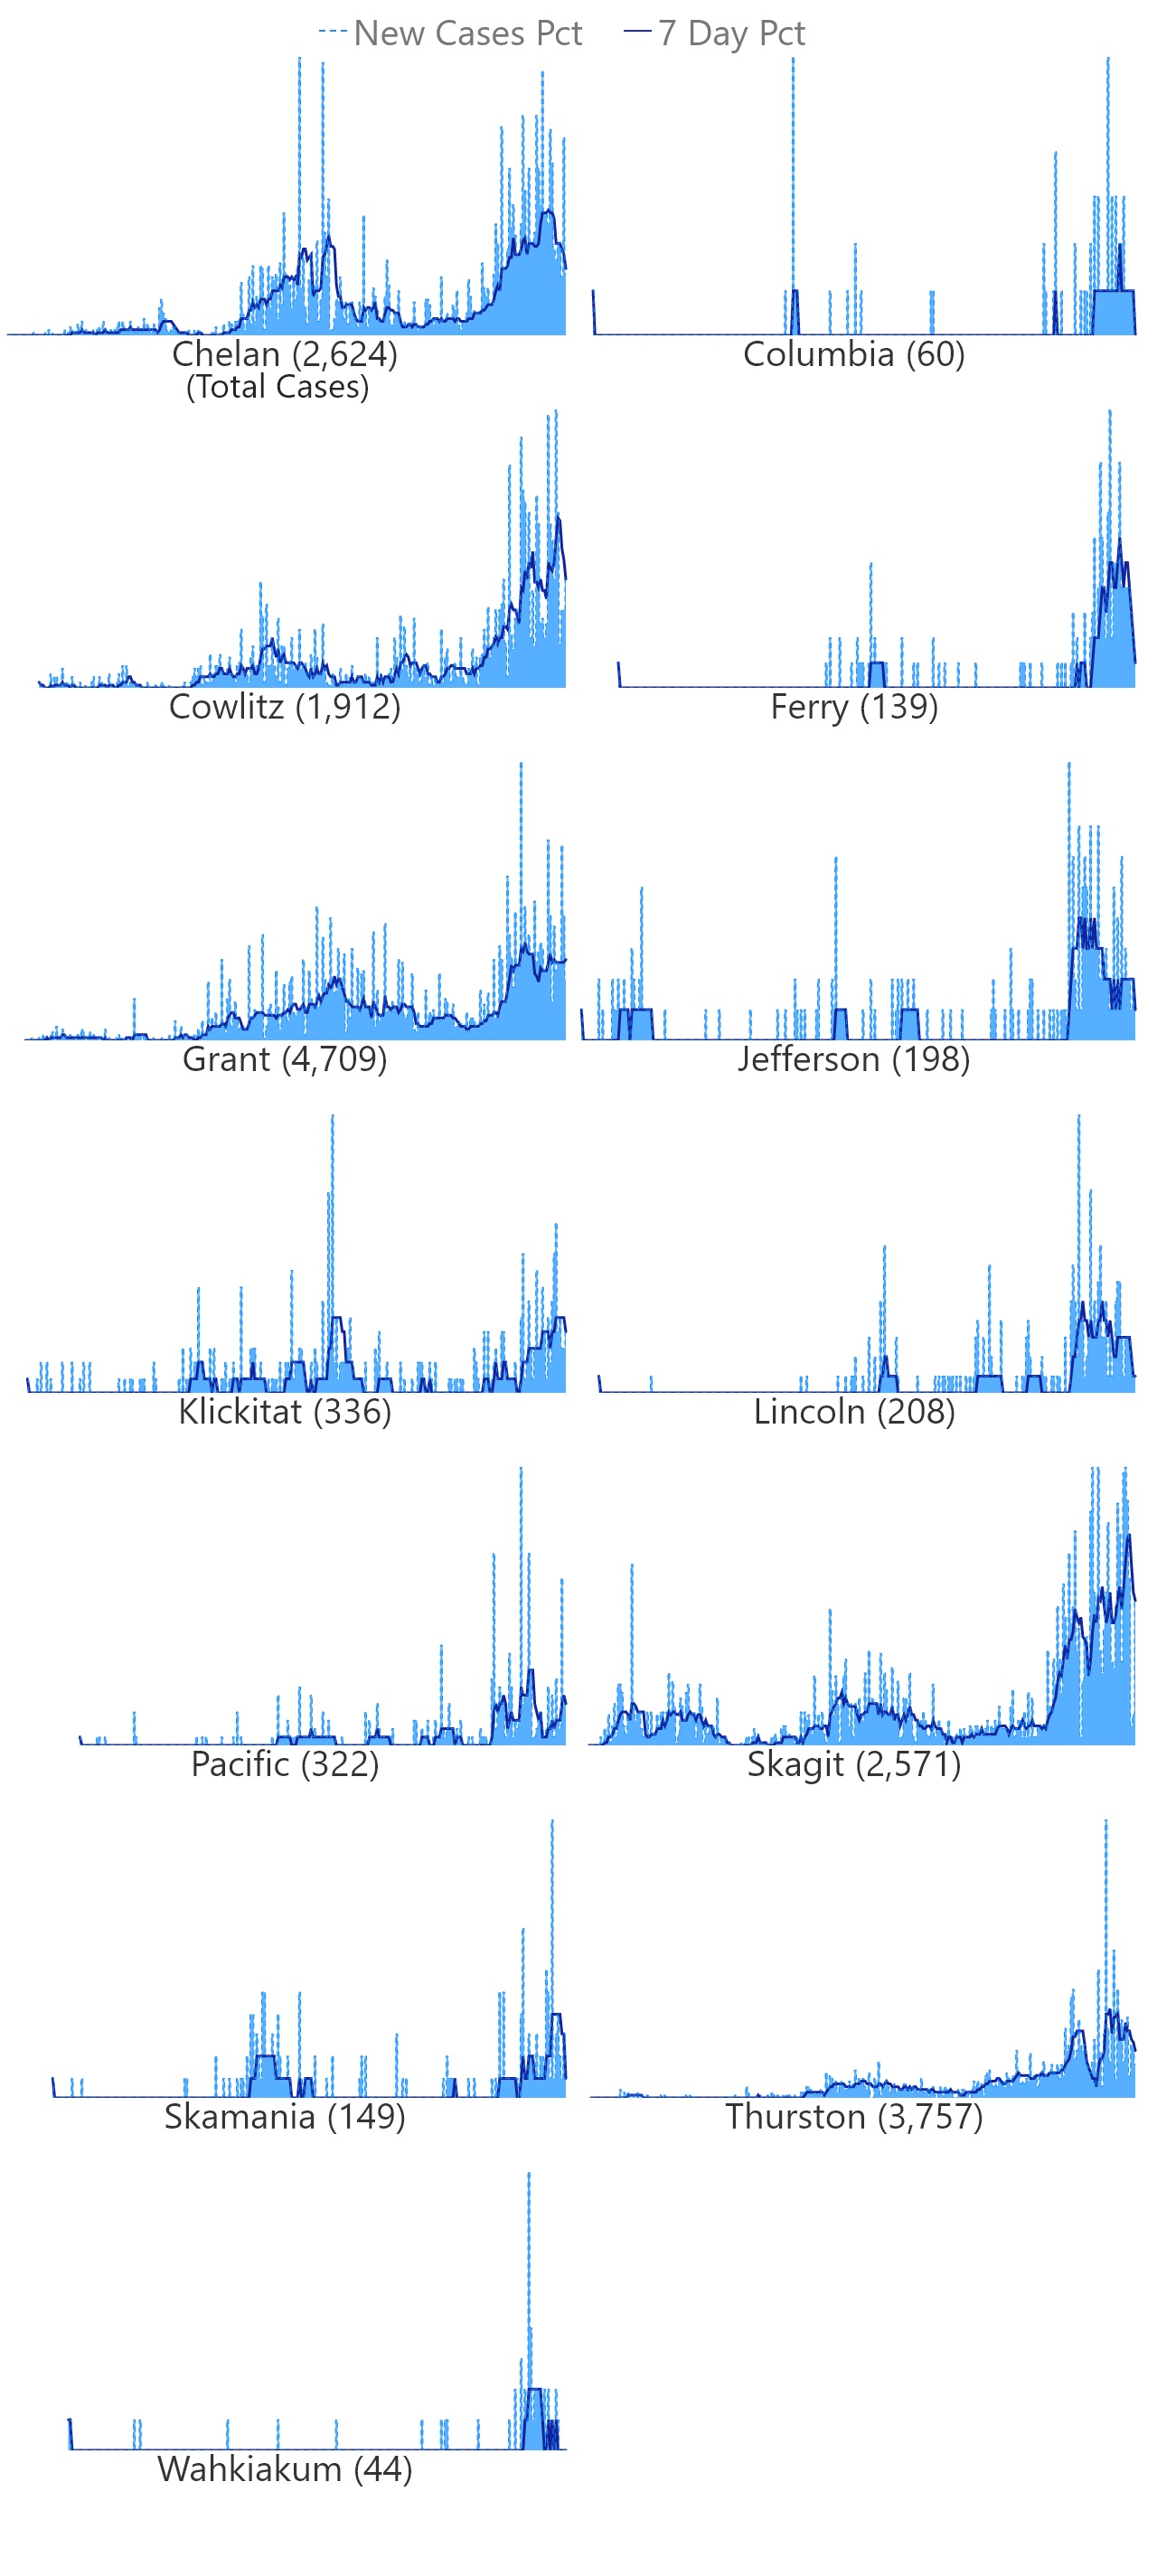 New Cases Pct 7 Day Pct
Chelan (2,624) Columbia (60)
(Total Cases)
Cowlitz (1,912) Ferry (139)
Grant (4,709) Jefferson (198)
Klickitat (336) Lincoln (208)
Pacific (322) Skagit (2,571)
Skamania (149) Thurston (3,757)
Wahkiakum (44)